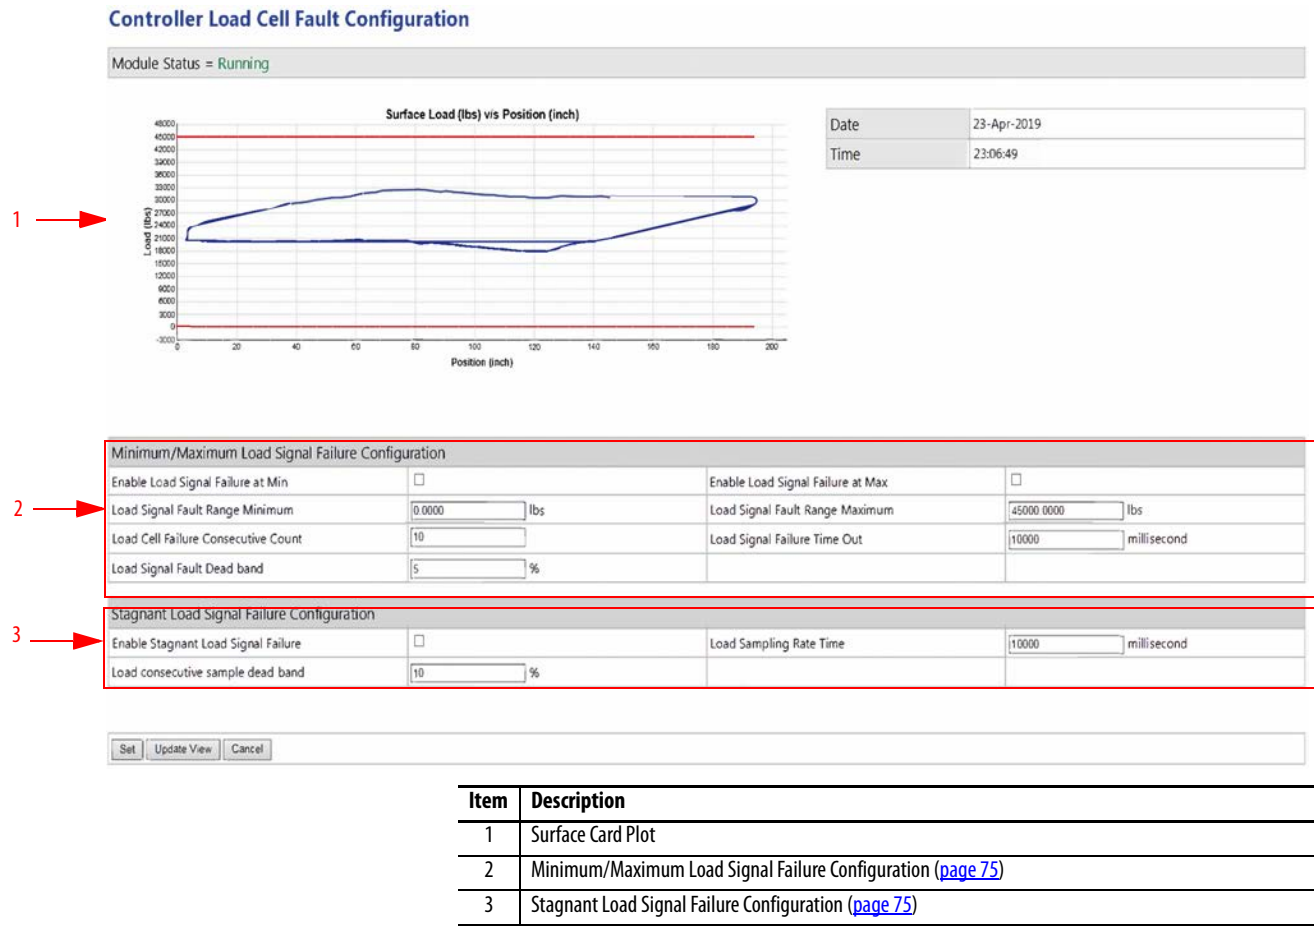 Controller Load Cell Fault Configuration
Module Status = Running
Surface Load (lbs) v/s Position (inch)
48000
45000
42000
39000
36000
33000
30000
27000
24000
21000
18000
15000
12000
9000
6000
3000
0
-3000
Load (lbs)
0 20 40 60 80 100 120 140 160 180 200
Position (inch)
Date 23-Apr-2019
Time 23:06:49
1
Minimum/Maximum Load Signal Failure Configuration
Enable Load Signal Failure at Min Enable Load Signal Failure at Max
2
Load Signal Fault Range Minimum 0.0000 lbs Load Signal Fault Range Maximum 45000.0000 lbs
Load Cell Failure Consecutive Count 10 Load Signal Failure Time Out 10000 millisecond
Load Signal Fault Dead band 5 %
Stagnant Load Signal Failure Configuration
3
Enable Stagnant Load Signal Failure Load Sampling Rate Time 10000 millisecond
Load consecutive sample dead band 10 %
Set Update View Cancel
Item Description
1 Surface Card Plot
2 Minimum/Maximum Load Signal Failure Configuration (page 75)
3 Stagnant Load Signal Failure Configuration (page 75)